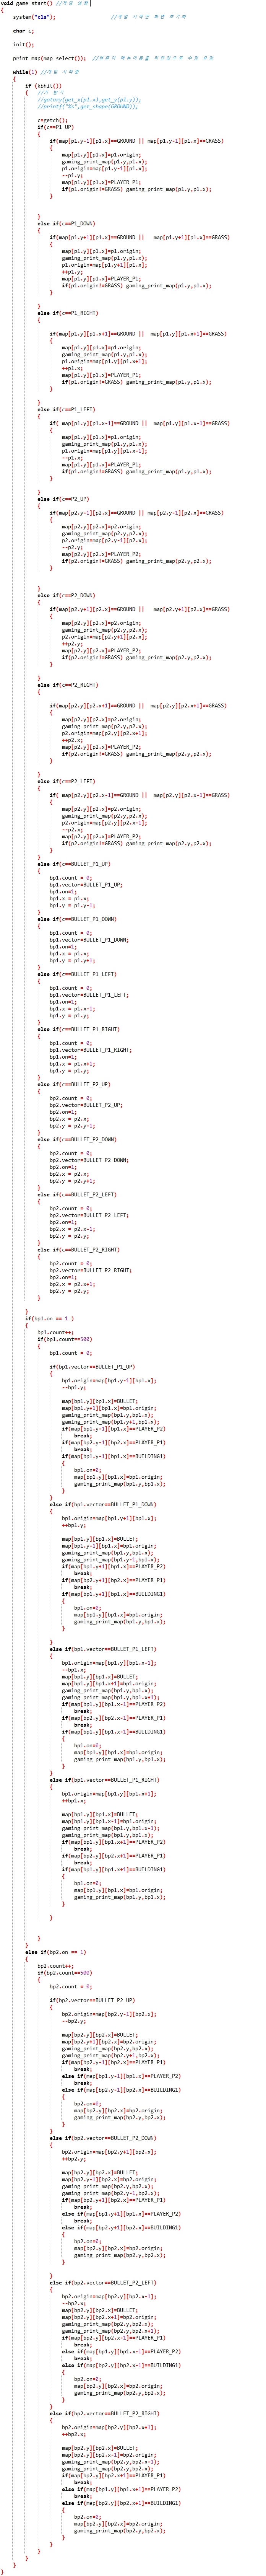 void game_start() //게임 실행
{
system("cls"); //게임 시작전 화면 초기화
char c;
init();
print_map(map_select());
while(1) //게임 시작줄
{
if (kbhit())
{ //키 받기
//gotoxy(get_x(p1.x),get_y(p1.y));
//printf("%s",get_shape(GROUND));
c=getch();
if(c==P1_UP)
{
if(map[p1.y-1][p1.x]==GROUND || map[p1.y-1][p1.x]==GRASS)
{
map[p1.y][p1.x]=p1.origin;
gaming_print_map(p1.y,p1.x);
p1.origin=map[p1.y-1][p1.x];
--p1.y;
map[p1.y][p1.x]=PLAYER_P1;
if(p1.origin!=GRASS) gaming_print_map(p1.y,p1.x);
}
}
else if(c==P1_DOWN)
{
if(map[p1.y+1][p1.x]==GROUND || map[p1.y+1][p1.x]==GRASS)
{
map[p1.y][p1.x]=p1.origin;
gaming_print_map(p1.y,p1.x);
p1.origin=map[p1.y+1][p1.x];
++p1.y;
map[p1.y][p1.x]=PLAYER_P1;
if(p1.origin!=GRASS) gaming_print_map(p1.y,p1.x);
}
}
else if(c==P1_RIGHT)
{
if(map[p1.y][p1.x+1]==GROUND || map[p1.y][p1.x+1]==GRASS)
{
map[p1.y][p1.x]=p1.origin;
gaming_print_map(p1.y,p1.x);
p1.origin=map[p1.y][p1.x+1];
++p1.x;
map[p1.y][p1.x]=PLAYER_P1;
if(p1.origin!=GRASS) gaming_print_map(p1.y,p1.x);
}
}
else if(c==P1_LEFT)
{
if( map[p1.y][p1.x-1]==GROUND || map[p1.y][p1.x-1]==GRASS)
{
map[p1.y][p1.x]=p1.origin;
gaming_print_map(p1.y,p1.x);
p1.origin=map[p1.y][p1.x-1];
--p1.x;
map[p1.y][p1.x]=PLAYER_P1;
if(p1.origin!=GRASS) gaming_print_map(p1.y,p1.x);
}
}
else if(c==P2_UP)
{
if(map[p2.y-1][p2.x]==GROUND || map[p2.y-1][p2.x]==GRASS)
{
map[p2.y][p2.x]=p2.origin;
gaming_print_map(p2.y,p2.x);
p2.origin=map[p2.y-1][p2.x];
--p2.y;
map[p2.y][p2.x]=PLAYER_P2;
if(p2.origin!=GRASS) gaming_print_map(p2.y,p2.x);
}
}
else if(c==P2_DOWN)
{
if(map[p2.y+1][p2.x]==GROUND || map[p2.y+1][p2.x]==GRASS)
{
map[p2.y][p2.x]=p2.origin;
gaming_print_map(p2.y,p2.x);
p2.origin=map[p2.y+1][p2.x];
++p2.y;
map[p2.y][p2.x]=PLAYER_P2;
if(p2.origin!=GRASS) gaming_print_map(p2.y,p2.x);
}
}
else if(c==P2_RIGHT)
{
if(map[p2.y][p2.x+1]==GROUND || map[p2.y][p2.x+1]==GRASS)
{
map[p2.y][p2.x]=p2.origin;
gaming_print_map(p2.y,p2.x);
p2.origin=map[p2.y][p2.x+1];
++p2.x;
map[p2.y][p2.x]=PLAYER_P2;
if(p2.origin!=GRASS) gaming_print_map(p2.y,p2.x);
}
}
else if(c==P2_LEFT)
{
if( map[p2.y][p2.x-1]==GROUND || map[p2.y][p2.x-1]==GRASS)
{
map[p2.y][p2.x]=p2.origin;
gaming_print_map(p2.y,p2.x);
p2.origin=map[p2.y][p2.x-1];
--p2.x;
map[p2.y][p2.x]=PLAYER_P2;
if(p2.origin!=GRASS) gaming_print_map(p2.y,p2.x);
}
}
else if(c==BULLET_P1_UP)
{
bp1.count = 0;
bp1.vector=BULLET_P1_UP;
bp1.on=1;
bp1.x = p1.x;
bp1.y = p1.y-1;
}
else if(c==BULLET_P1_DOWN)
{
bp1.count = 0;
bp1.vector=BULLET_P1_DOWN;
bp1.on=1;
bp1.x = p1.x;
bp1.y = p1.y+1;
}
else if(c==BULLET_P1_LEFT)
{
bp1.count = 0;
bp1.vector=BULLET_P1_LEFT;
bp1.on=1;
bp1.x = p1.x-1;
bp1.y = p1.y;
}
else if(c==BULLET_P1_RIGHT)
{
bp1.count = 0;
bp1.vector=BULLET_P1_RIGHT;
bp1.on=1;
bp1.x = p1.x+1;
bp1.y = p1.y;
}
else if(c==BULLET_P2_UP)
{
bp2.count = 0;
bp2.vector=BULLET_P2_UP;
bp2.on=1;
bp2.x = p2.x;
bp2.y = p2.y-1;
}
else if(c==BULLET_P2_DOWN)
{
bp2.count = 0;
bp2.vector=BULLET_P2_DOWN;
bp2.on=1;
bp2.x = p2.x;
bp2.y = p2.y+1;
}
else if(c==BULLET_P2_LEFT)
{
bp2.count = 0;
bp2.vector=BULLET_P2_LEFT;
bp2.on=1;
bp2.x = p2.x-1;
bp2.y = p2.y;
}
else if(c==BULLET_P2_RIGHT)
{
bp2.count = 0;
bp2.vector=BULLET_P2_RIGHT;
bp2.on=1;
bp2.x = p2.x+1;
bp2.y = p2.y;
}
}
if(bp1.on == 1 )
{
bp1.count++;
if(bp1.count==500)
{
bp1.count = 0;
if(bp1.vector==BULLET_P1_UP)
{
bp1.origin=map[bp1.y-1][bp1.x];
--bp1.y;
map[bp1.y][bp1.x]=BULLET;
map[bp1.y+1][bp1.x]=bp1.origin;
gaming_print_map(bp1.y,bp1.x);
gaming_print_map(bp1.y+1,bp1.x);
if(map[bp1.y-1][bp1.x]==PLAYER_P2)
break;
if(map[bp2.y-1][bp2.x]==PLAYER_P1)
break;
if(map[bp1.y-1][bp1.x]==BUILDING1)
{
bp1.on=0;
map[bp1.y][bp1.x]=bp1.origin;
gaming_print_map(bp1.y,bp1.x);
}
}
else if(bp1.vector==BULLET_P1_DOWN)
{
bp1.origin=map[bp1.y+1][bp1.x];
++bp1.y;
map[bp1.y][bp1.x]=BULLET;
map[bp1.y-1][bp1.x]=bp1.origin;
gaming_print_map(bp1.y,bp1.x);
gaming_print_map(bp1.y-1,bp1.x);
if(map[bp1.y+1][bp1.x]==PLAYER_P2)
break;
if(map[bp2.y+1][bp2.x]==PLAYER_P1)
break;
if(map[bp1.y+1][bp1.x]==BUILDING1)
{
bp1.on=0;
map[bp1.y][bp1.x]=bp1.origin;
gaming_print_map(bp1.y,bp1.x);
}
}
else if(bp1.vector==BULLET_P1_LEFT)
{
bp1.origin=map[bp1.y][bp1.x-1];
--bp1.x;
map[bp1.y][bp1.x]=BULLET;
map[bp1.y][bp1.x+1]=bp1.origin;
gaming_print_map(bp1.y,bp1.x);
gaming_print_map(bp1.y,bp1.x+1);
if(map[bp1.y][bp1.x-1]==PLAYER_P2)
break;
if(map[bp2.y][bp2.x-1]==PLAYER_P1)
break;
if(map[bp1.y][bp1.x-1]==BUILDING1)
{
bp1.on=0;
map[bp1.y][bp1.x]=bp1.origin;
gaming_print_map(bp1.y,bp1.x);
}
}
else if(bp1.vector==BULLET_P1_RIGHT)
{
bp1.origin=map[bp1.y][bp1.x+1];
++bp1.x;
map[bp1.y][bp1.x]=BULLET;
map[bp1.y][bp1.x-1]=bp1.origin;
gaming_print_map(bp1.y,bp1.x-1);
gaming_print_map(bp1.y,bp1.x);
if(map[bp1.y][bp1.x+1]==PLAYER_P2)
break;
if(map[bp2.y][bp2.x+1]==PLAYER_P1)
break;
if(map[bp1.y][bp1.x+1]==BUILDING1)
{
bp1.on=0;
map[bp1.y][bp1.x]=bp1.origin;
gaming_print_map(bp1.y,bp1.x);
}
}
}
}
else if(bp2.on == 1)
{
bp2.count++;
if(bp2.count==500)
{
bp2.count = 0;
if(bp2.vector==BULLET_P2_UP)
{
bp2.origin=map[bp2.y-1][bp2.x];
--bp2.y;
map[bp2.y][bp2.x]=BULLET;
map[bp2.y+1][bp2.x]=bp2.origin;
gaming_print_map(bp2.y,bp2.x);
gaming_print_map(bp2.y+1,bp2.x);
if(map[bp2.y-1][bp2.x]==PLAYER_P1)
break;
else if(map[bp1.y-1][bp1.x]==PLAYER_P2)
break;
else if(map[bp2.y-1][bp2.x]==BUILDING1)
{
bp2.on=0;
map[bp2.y][bp2.x]=bp2.origin;
gaming_print_map(bp2.y,bp2.x);
}
}
else if(bp2.vector==BULLET_P2_DOWN)
{
bp2.origin=map[bp2.y+1][bp2.x];
++bp2.y;
map[bp2.y][bp2.x]=BULLET;
map[bp2.y-1][bp2.x]=bp2.origin;
gaming_print_map(bp2.y,bp2.x);
gaming_print_map(bp2.y-1,bp2.x);
if(map[bp2.y+1][bp2.x]==PLAYER_P1)
break;
else if(map[bp1.y+1][bp1.x]==PLAYER_P2)
break;
else if(map[bp2.y+1][bp2.x]==BUILDING1)
{
bp2.on=0;
map[bp2.y][bp2.x]=bp2.origin;
gaming_print_map(bp2.y,bp2.x);
}
}
else if(bp2.vector==BULLET_P2_LEFT)
{
bp2.origin=map[bp2.y][bp2.x-1];
--bp2.x;
map[bp2.y][bp2.x]=BULLET;
map[bp2.y][bp2.x+1]=bp2.origin;
gaming_print_map(bp2.y,bp2.x);
gaming_print_map(bp2.y,bp2.x+1);
if(map[bp2.y][bp2.x-1]==PLAYER_P1)
break;
else if(map[bp1.y][bp1.x-1]==PLAYER_P2)
break;
else if(map[bp2.y][bp2.x-1]==BUILDING1)
{
bp2.on=0;
map[bp2.y][bp2.x]=bp2.origin;
gaming_print_map(bp2.y,bp2.x);
}
}
else if(bp2.vector==BULLET_P2_RIGHT)
{
bp2.origin=map[bp2.y][bp2.x+1];
++bp2.x;
map[bp2.y][bp2.x]=BULLET;
map[bp2.y][bp2.x-1]=bp2.origin;
gaming_print_map(bp2.y,bp2.x-1);
gaming_print_map(bp2.y,bp2.x);
if(map[bp2.y][bp2.x+1]==PLAYER_P1)
break;
else if(map[bp1.y][bp1.x+1]==PLAYER_P2)
break;
else if(map[bp2.y][bp2.x+1]==BUILDING1)
{
bp2.on=0;
map[bp2.y][bp2.x]=bp2.origin;
gaming_print_map(bp2.y,bp2.x);
}
}
}
}
}
}